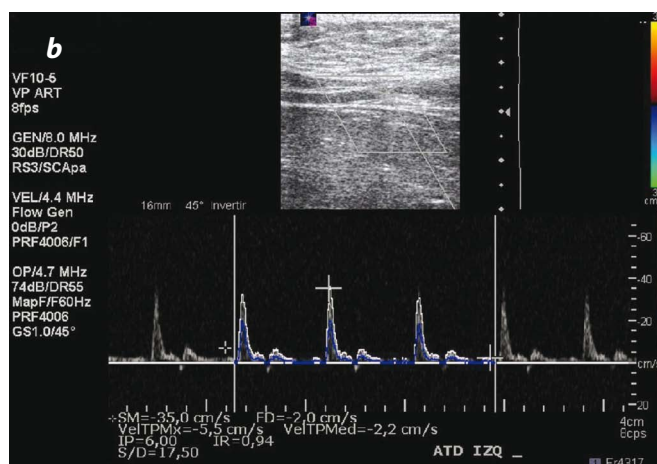 b
VF10-5
VP ART
8fps
GEN/8.0 MHz
30dB/DR50
RS3/SCApa
VEL/4.4 MHz
Flow Gen
0dB/P2
PRF4006/F1
OP/4.7 MHz
74dB/DR55
MapF/F60Hz
PRF4006
GS1.0/45°
16mm 45° Invertir
-60
-40
-20
cm/s
20
4cm
8cps
SM=-35,0 cm/s FD=-2,0 cm/s
VelTPMx=-5,5 cm/s VelTPMed=-2,2 cm/s
IP=6,00 IR=0,94
S/D=17,50
ATD IZQ _
Fr4317